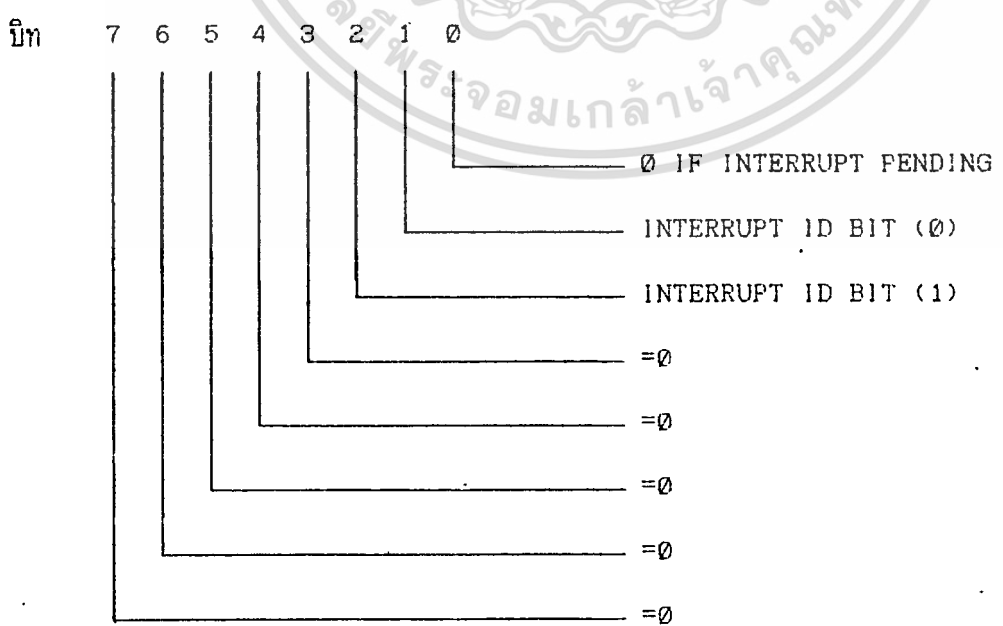 บิท 7 6 5 4 3 2 1 0
0 IF INTERRUPT PENDING
INTERRUPT ID BIT (0)
INTERRUPT ID BIT (1)
=0
=0
=0
=0
=0